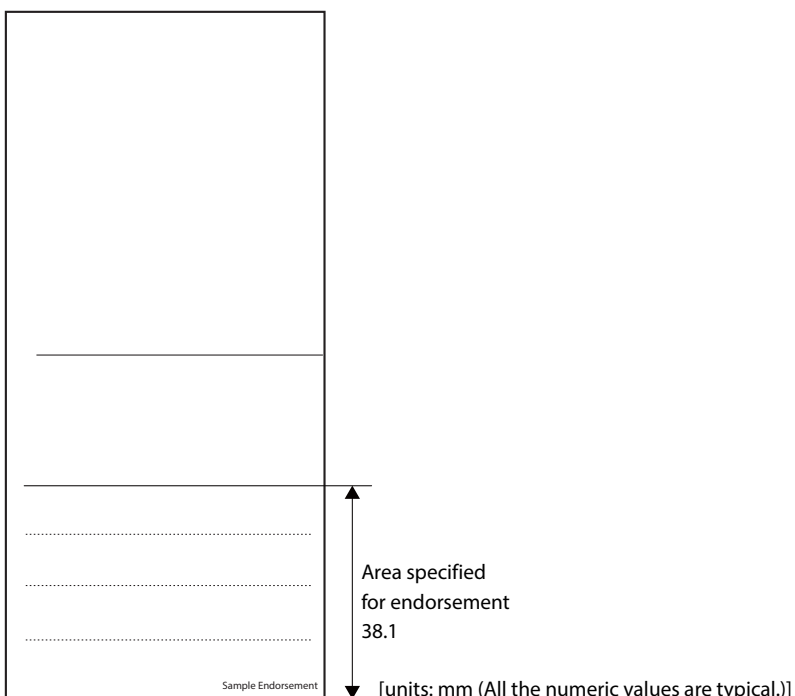 Area specified
for endorsement
38.1
Sample Endorsement
[units: mm (All the numeric values are typical.)]